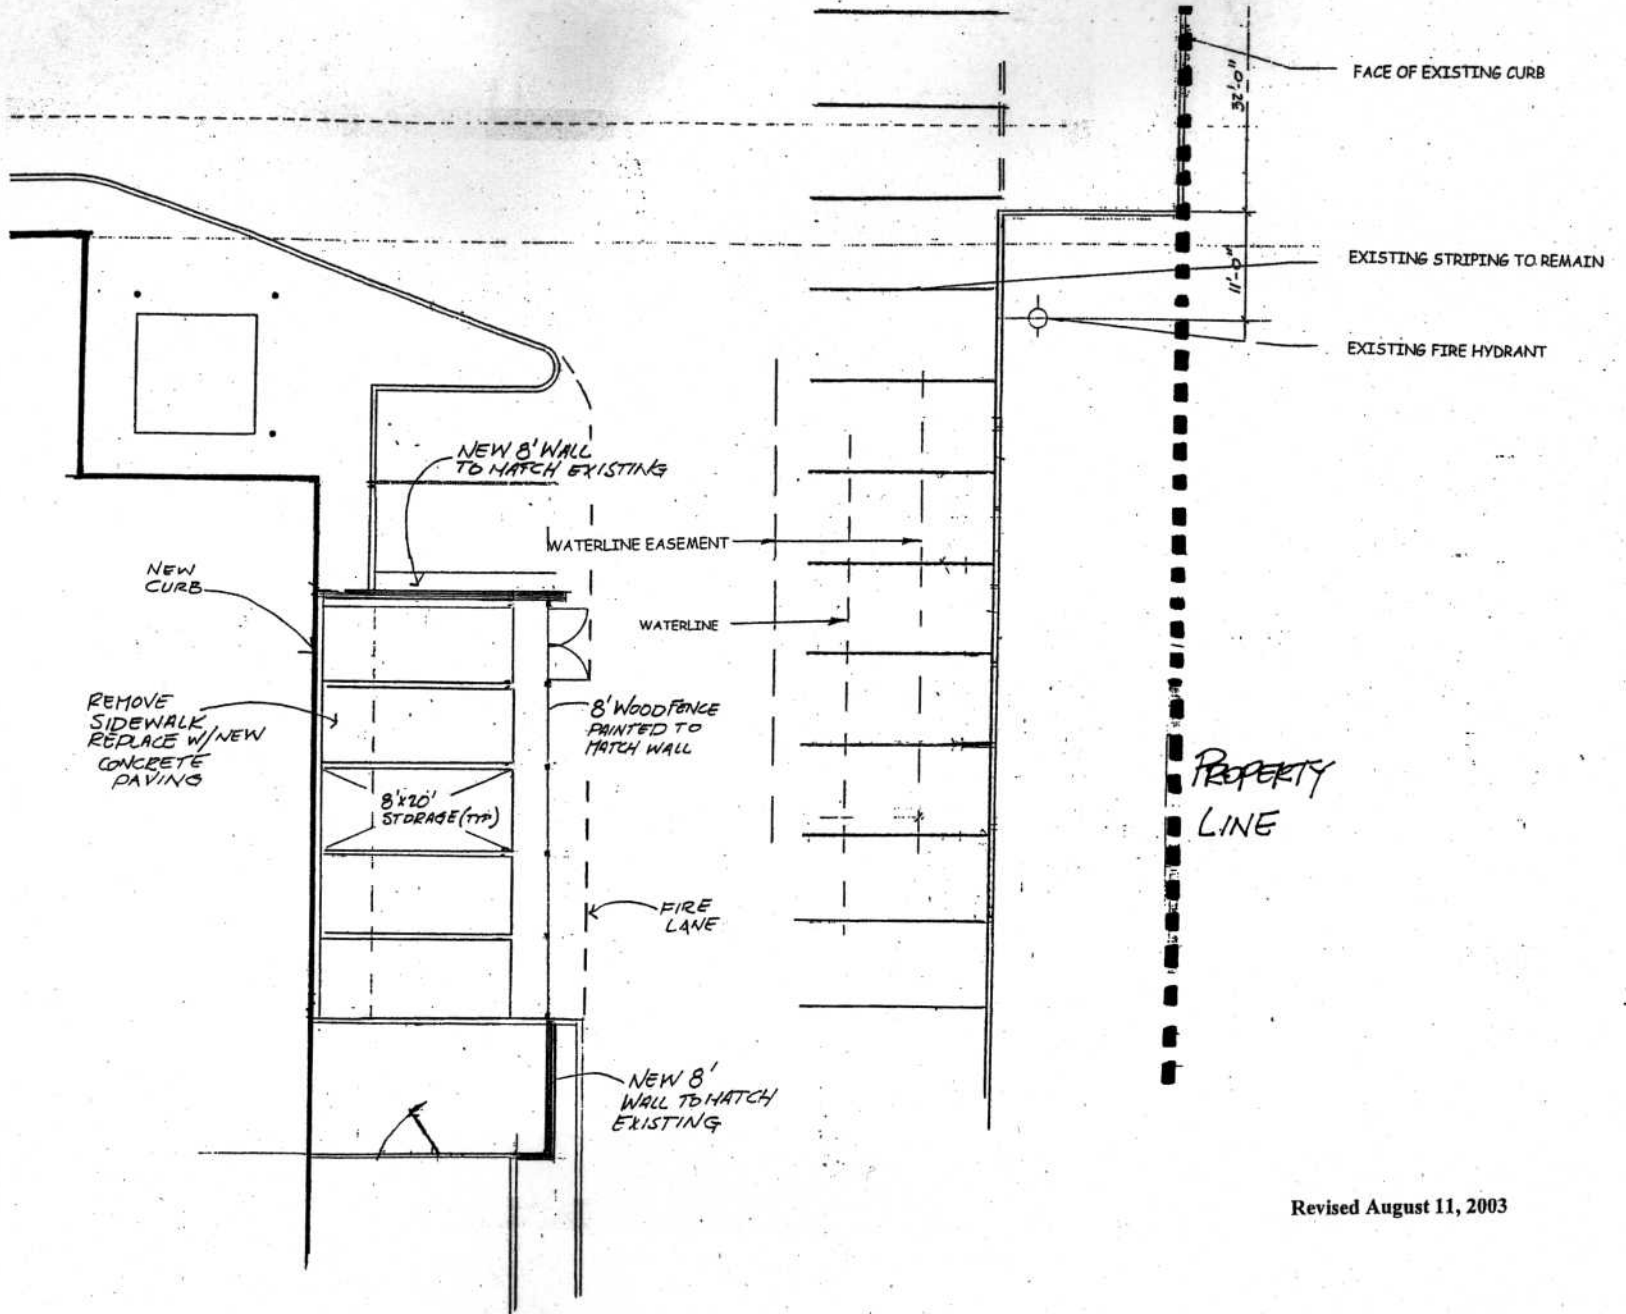 FACE OF EXISTING CURB
32'-0"
EXISTING STRIPING TO REMAIN
11'-0"
EXISTING FIRE HYDRANT
NEW 8' WALL
TO MATCH EXISTING
WATERLINE EASEMENT
NEW
CURB
WATERLINE
REMOVE
SIDEWALK
REPLACE W/NEW
CONCRETE
PAVING
8' WOOD FENCE
PAINTED TO
MATCH WALL
8'x20'
STORAGE (TYP)
PROPERTY
LINE
FIRE
LANE
NEW 8'
WALL TO MATCH
EXISTING
Revised August 11, 2003